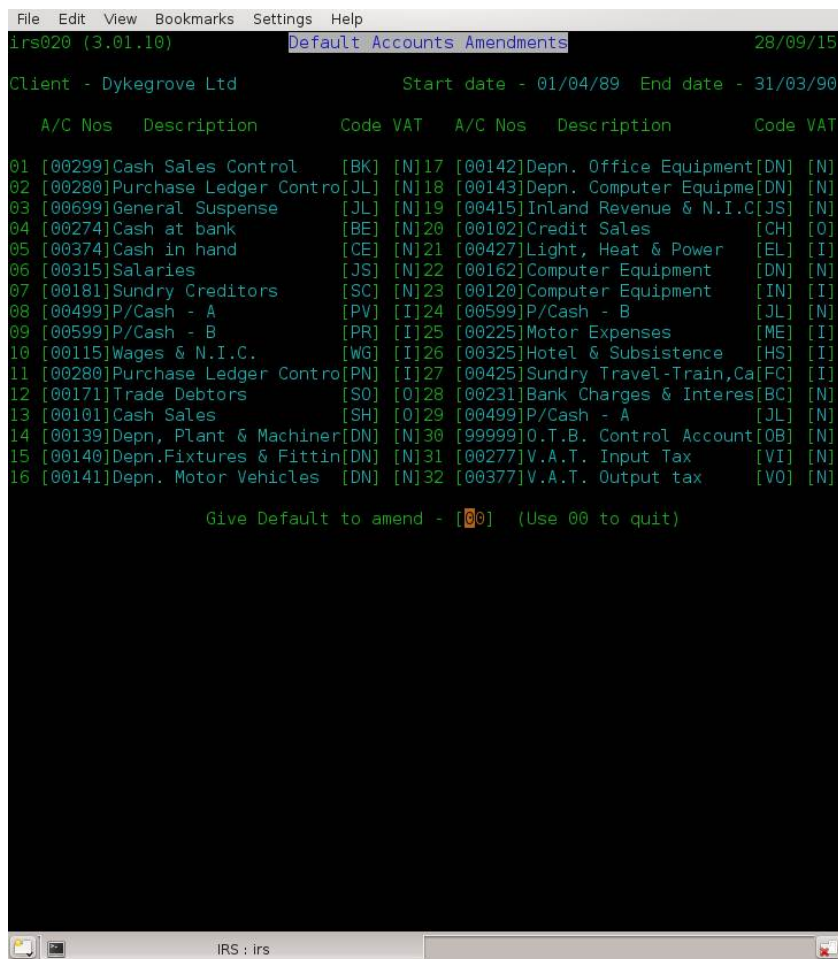 File Edit View Bookmarks Settings Help
irs020 (3.01.10) Default Accounts Amendments 28/09/15
Client - Dykegrove Ltd Start date - 01/04/89 End date - 31/03/90
A/C Nos Description Code VAT A/C Nos Description Code VAT
01 [00299]Cash Sales Control [BK] [N]17 [00142]Depn. Office Equipment[DN] [N]
02 [00280]Purchase Ledger Contro[JL] [N]18 [00143]Depn. Computer Equipme[DN] [N]
03 [00699]General Suspense [JL] [N]19 [00415]Inland Revenue & N.I.C[JS] [N]
04 [00274]Cash at bank [BE] [N]20 [00102]Credit Sales [CH] [O]
05 [00374]Cash in hand [CE] [N]21 [00427]Light, Heat & Power [EL] [I]
06 [00315]Salaries [JS] [N]22 [00162]Computer Equipment [DN] [N]
07 [00181]Sundry Creditors [SC] [N]23 [00120]Computer Equipment [IN] [I]
08 [00499]P/Cash - A [PV] [I]24 [00599]P/Cash - B [JL] [N]
09 [00599]P/Cash - B [PR] [I]25 [00225]Motor Expenses [ME] [I]
10 [00115]Wages & N.I.C. [WG] [I]26 [00325]Hotel & Subsistence [HS] [I]
11 [00280]Purchase Ledger Contro[PN] [I]27 [00425]Sundry Travel-Train,Ca[FC] [I]
12 [00171]Trade Debtors [SO] [O]28 [00231]Bank Charges & Interes[BC] [N]
13 [00101]Cash Sales [SH] [O]29 [00499]P/Cash - A [JL] [N]
14 [00139]Depn, Plant & Machiner[DN] [N]30 [99999]O.T.B. Control Account[OB] [N]
15 [00140]Depn.Fixtures & Fittin[DN] [N]31 [00277]V.A.T. Input Tax [VI] [N]
16 [00141]Depn. Motor Vehicles [DN] [N]32 [00377]V.A.T. Output tax [VO] [N]
Give Default to amend - [00] (Use 00 to quit)
IRS : irs